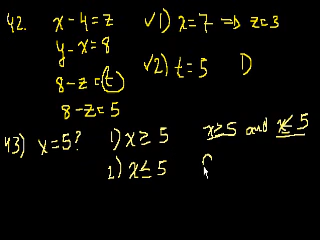 42. x-4=z √1) x=7 ⇒ z=3
y-x=8
8-z=t √2) t=5 D
8-z=5
43) x=5? 1) x≥5 x≥5 and x≤5
2) x≤5 C